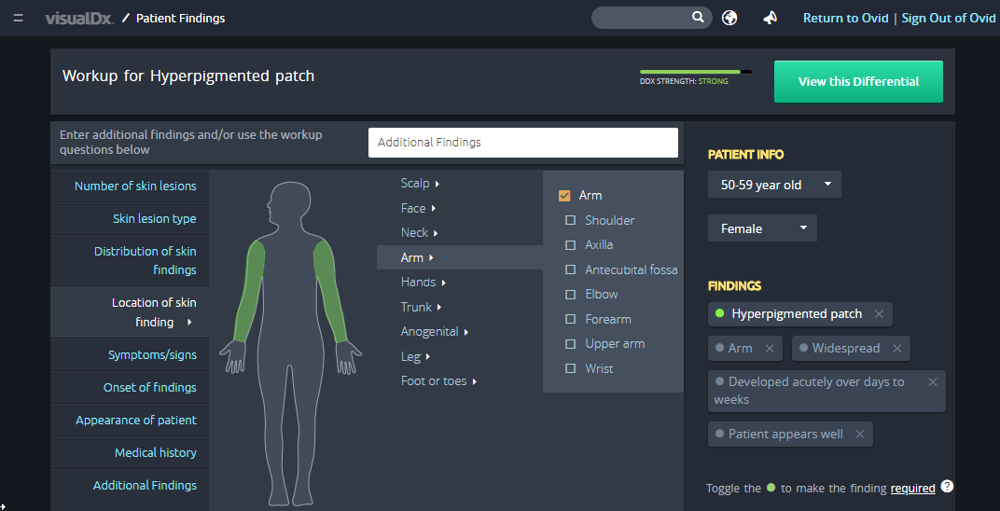 visualDx. / Patient Findings
Return to Ovid | Sign Out of Ovid
Workup for Hyperpigmented patch
DDX STRENGTH: STRONG
View this Differential
Enter additional findings and/or use the workup
questions below
Additional Findings
Number of skin lesions
Skin lesion type
Distribution of skin
findings
Location of skin
finding
Symptoms/signs
Onset of findings
Appearance of patient
Medical history
Additional Findings
Scalp
Face
Neck
Arm
Hands
Trunk
Anogenital
Leg
Foot or toes
Arm
Shoulder
Axilla
Antecubital fossa
Elbow
Forearm
Upper arm
Wrist
PATIENT INFO
50-59 year old
Female
FINDINGS
Hyperpigmented patch
Arm
Widespread
Developed acutely over days to
weeks
Patient appears well
Toggle the to make the finding required ?